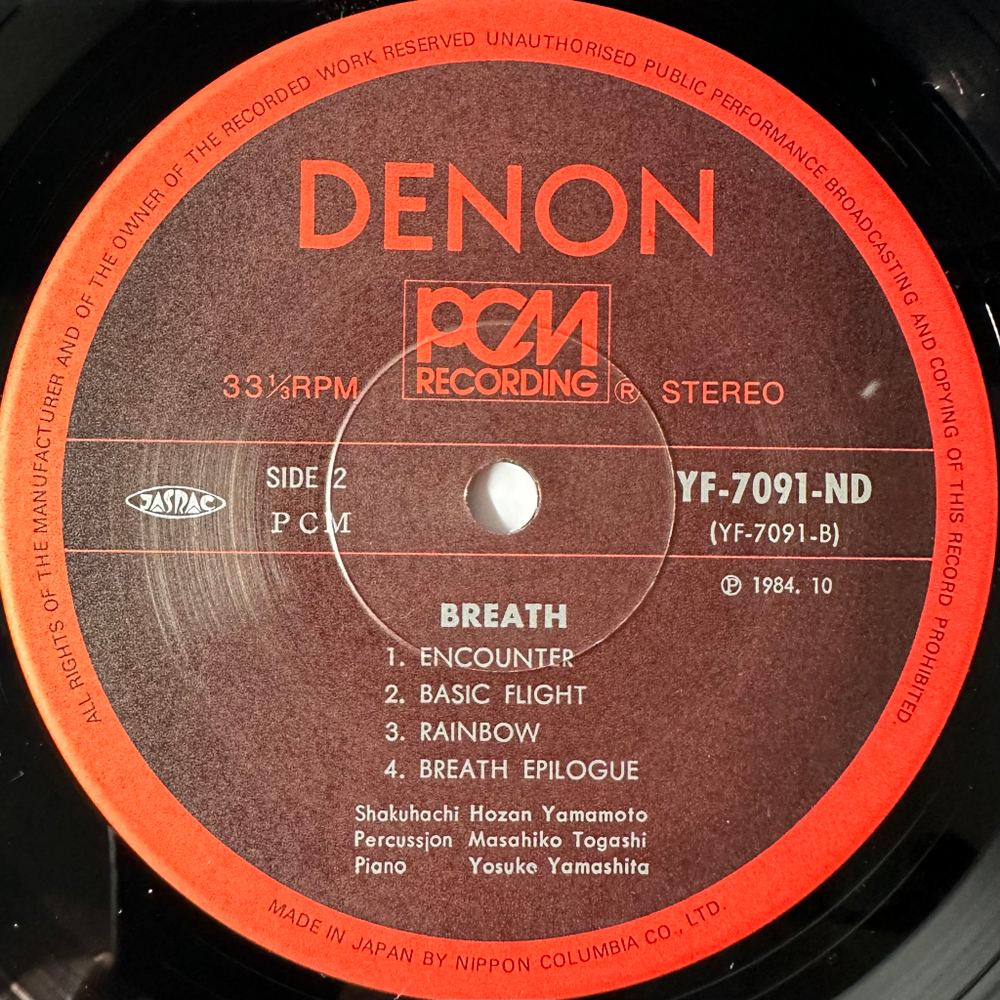 ALL RIGHTS OF THE MANUFACTURER AND OF THE OWNER OF THE RECORDED WORK RESERVED UNAUTHORISED PUBLIC PERFORMANCE BROADCASTING AND COPYING OF THIS RECORD PROHIBITED.
DENON
PCM
RECORDING
33⅓RPM ® STEREO
JASRAC
SIDE 2
PCM
YF-7091-ND
(YF-7091-B)
℗ 1984. 10
BREATH
1. ENCOUNTER
2. BASIC FLIGHT
3. RAINBOW
4. BREATH EPILOGUE
Shakuhachi Hozan Yamamoto
Percussion Masahiko Togashi
Piano Yosuke Yamashita
MADE IN JAPAN BY NIPPON COLUMBIA CO., LTD.